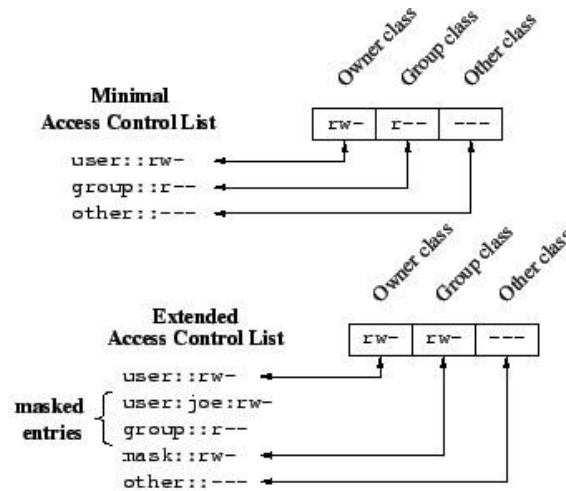 Owner class
Group class
Other class
Minimal
Access Control List
rw- r-- ---
user::rw-
group::r--
other::---
Owner class
Group class
Other class
Extended
Access Control List
rw- rw- ---
user::rw-
masked
entries
user:joe:rw-
group::r--
mask::rw-
other::---